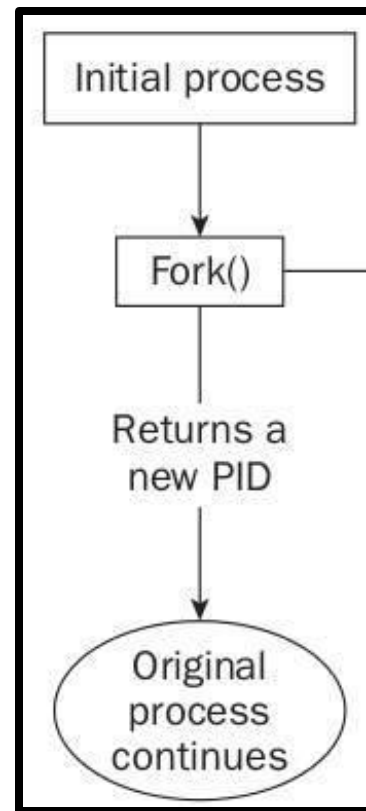 Initial process
Fork()
Returns a
new PID
Original
process
continues